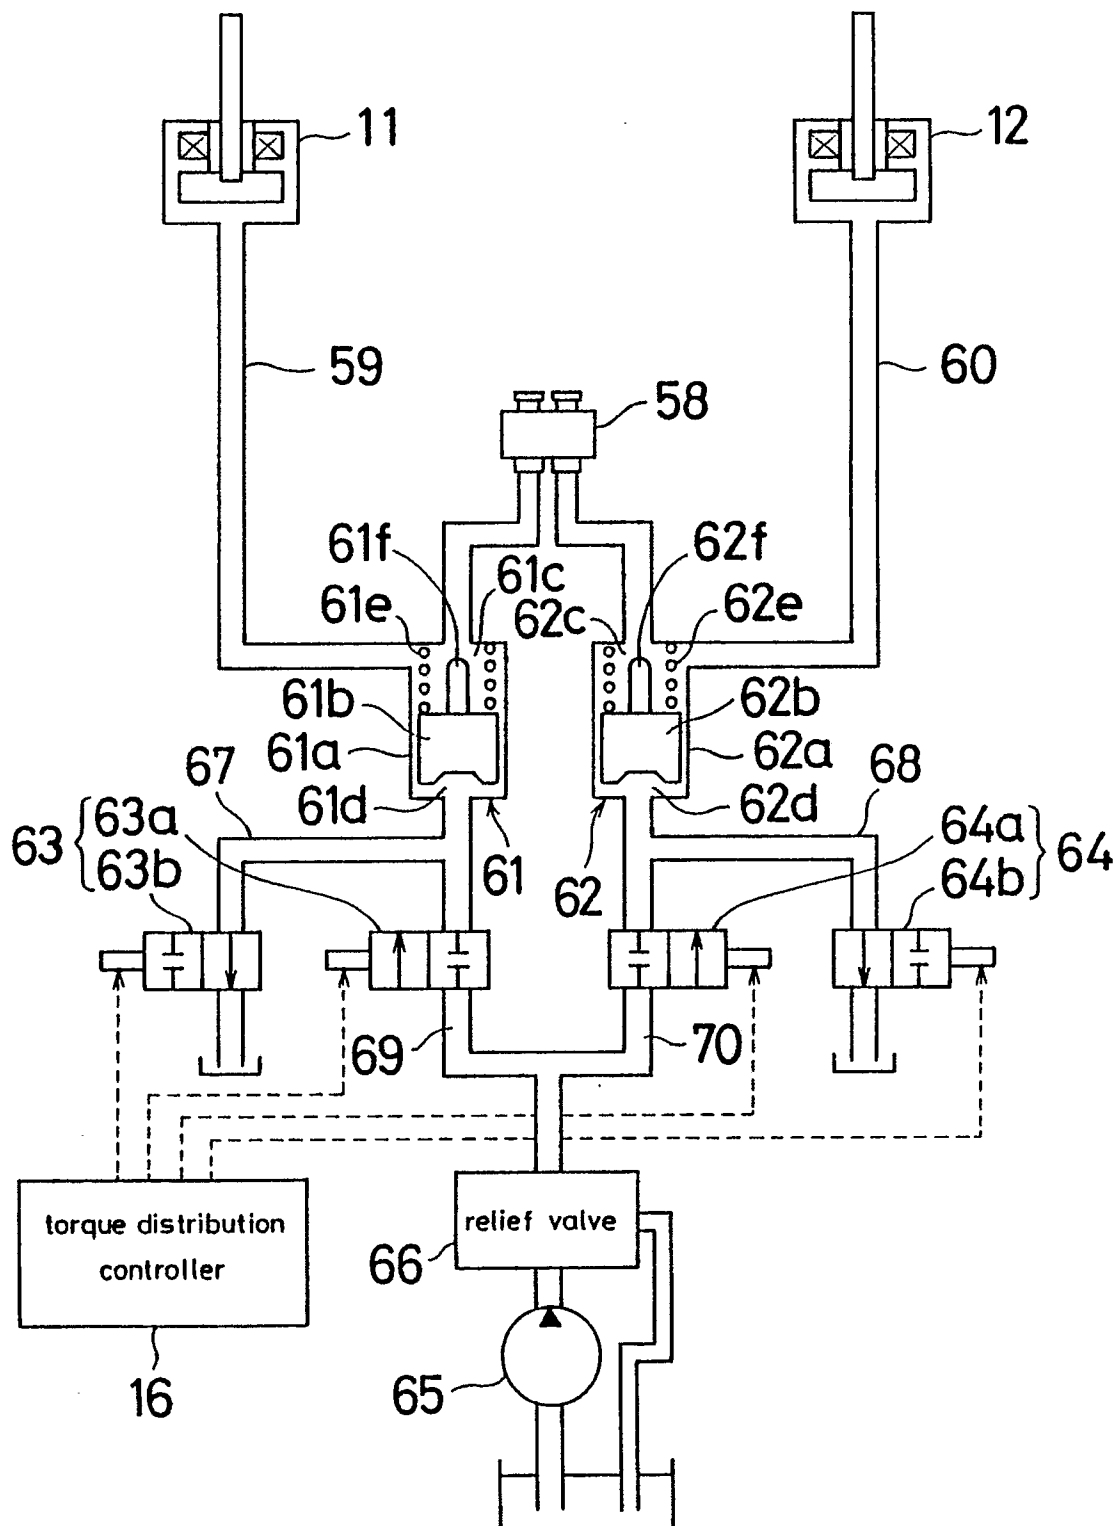 11
12
59
60
58
61f
62f
61c
61e
62c
62e
61b
62b
61a
62a
67
68
61d
62d
63 { 63a
63b
64a } 64
64b
61
62
69
70
torque distribution
controller
relief valve
66
65
16